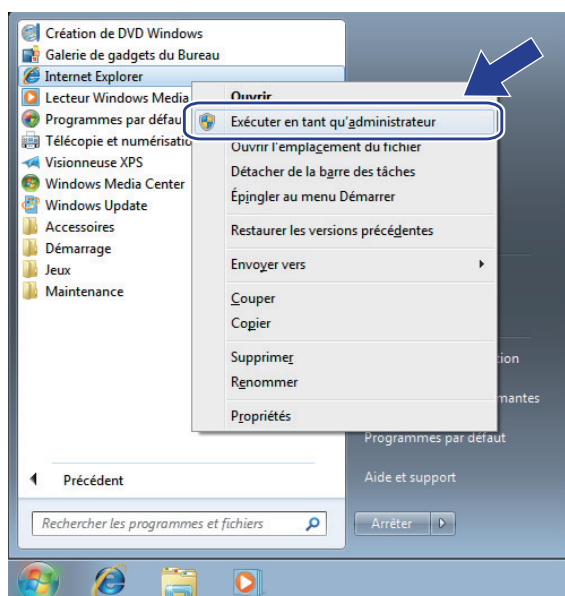 Création de DVD Windows
Galerie de gadgets du Bureau
Internet Explorer
Lecteur Windows Media
Programmes par défau
Télécopie et numérisatio
Visionneuse XPS
Windows Media Center
Windows Update
Accessoires
Démarrage
Jeux
Maintenance
Précédent
Rechercher les programmes et fichiers
Ouvrir
Exécuter en tant qu'administrateur
Ouvrir l'emplacement du fichier
Détacher de la barre des tâches
Épingler au menu Démarrer
Restaurer les versions précédentes
Envoyer vers
Couper
Copier
Supprimer
Renommer
Propriétés
tion
mantes
Programmes par défaut
Aide et support
Arrêter